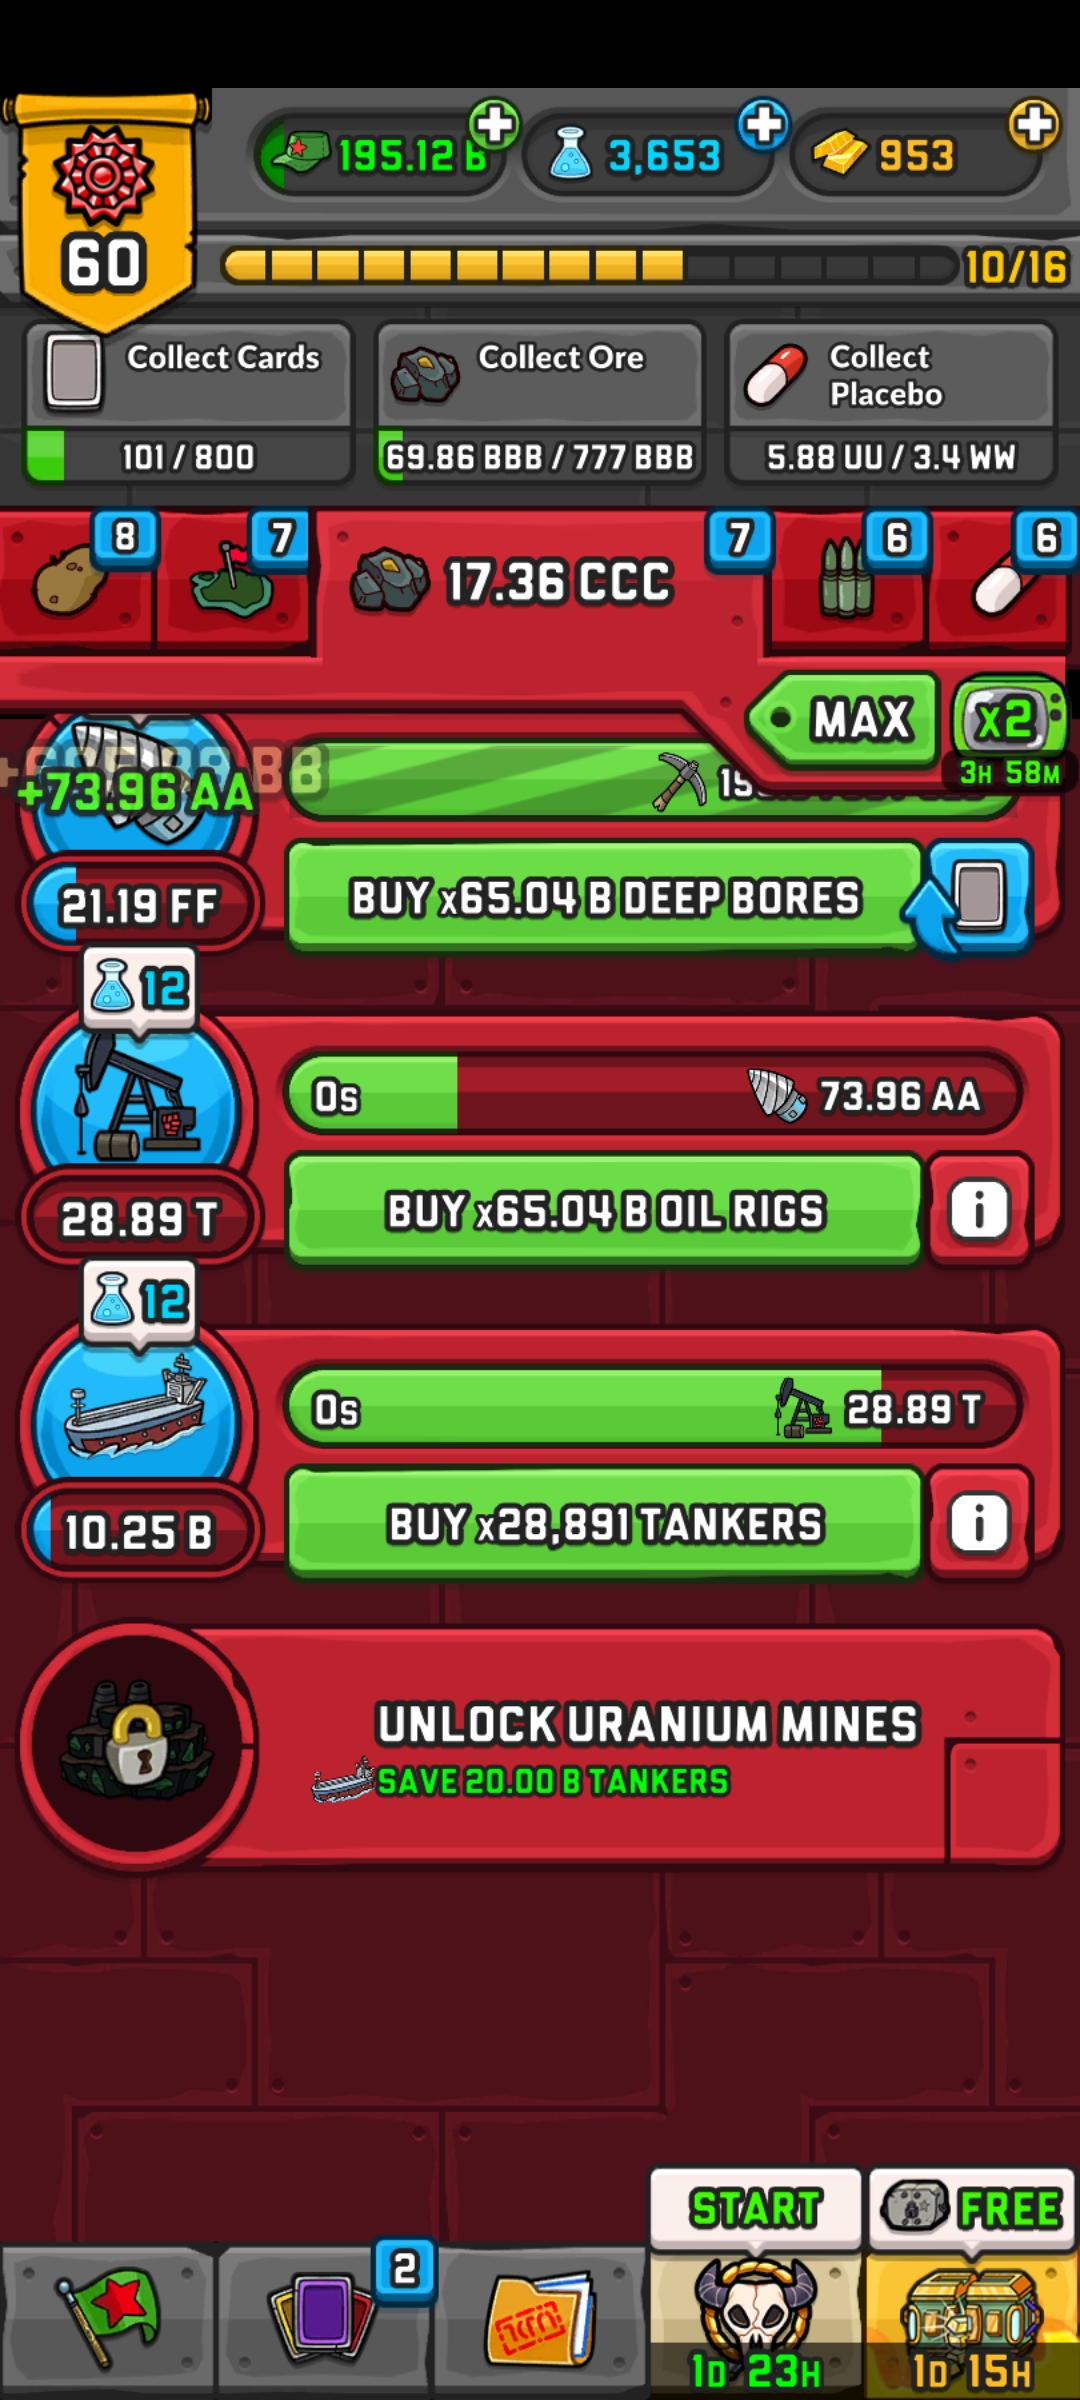 60
195.12 B
3,653
953
10/16
Collect Cards
101 / 800
Collect Ore
69.86 BBB / 777 BBB
Collect
Placebo
5.88 UU / 3.4 WW
8
7
17.36 CCC
7
6
6
MAX
x2
3H 58M
+73.96 AA
21.19 FF
BUY x65.04 B DEEP BORES
12
0s
73.96 AA
28.89 T
BUY x65.04 B OIL RIGS
i
12
0s
28.89 T
10.25 B
BUY x28,891 TANKERS
i
UNLOCK URANIUM MINES
SAVE 20.00 B TANKERS
START
FREE
2
1D 23H
1D 15H